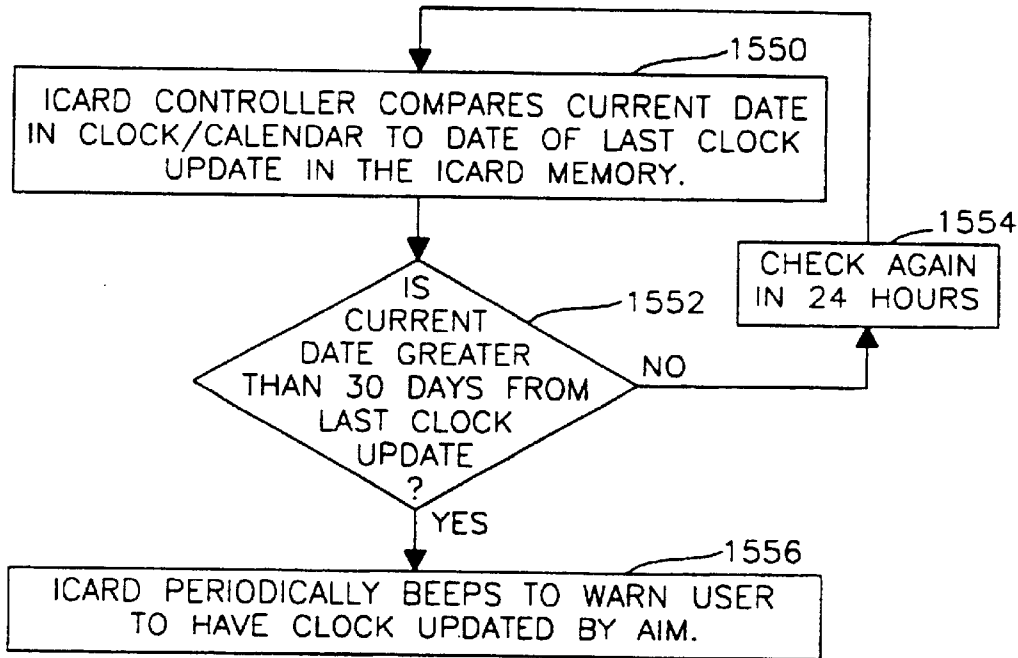 1550
ICARD CONTROLLER COMPARES CURRENT DATE
IN CLOCK/CALENDAR TO DATE OF LAST CLOCK
UPDATE IN THE ICARD MEMORY.
1554
CHECK AGAIN
IN 24 HOURS
1552
IS
CURRENT
DATE GREATER
THAN 30 DAYS FROM
LAST CLOCK
UPDATE
?
NO
YES
1556
ICARD PERIODICALLY BEEPS TO WARN USER
TO HAVE CLOCK UPDATED BY AIM.